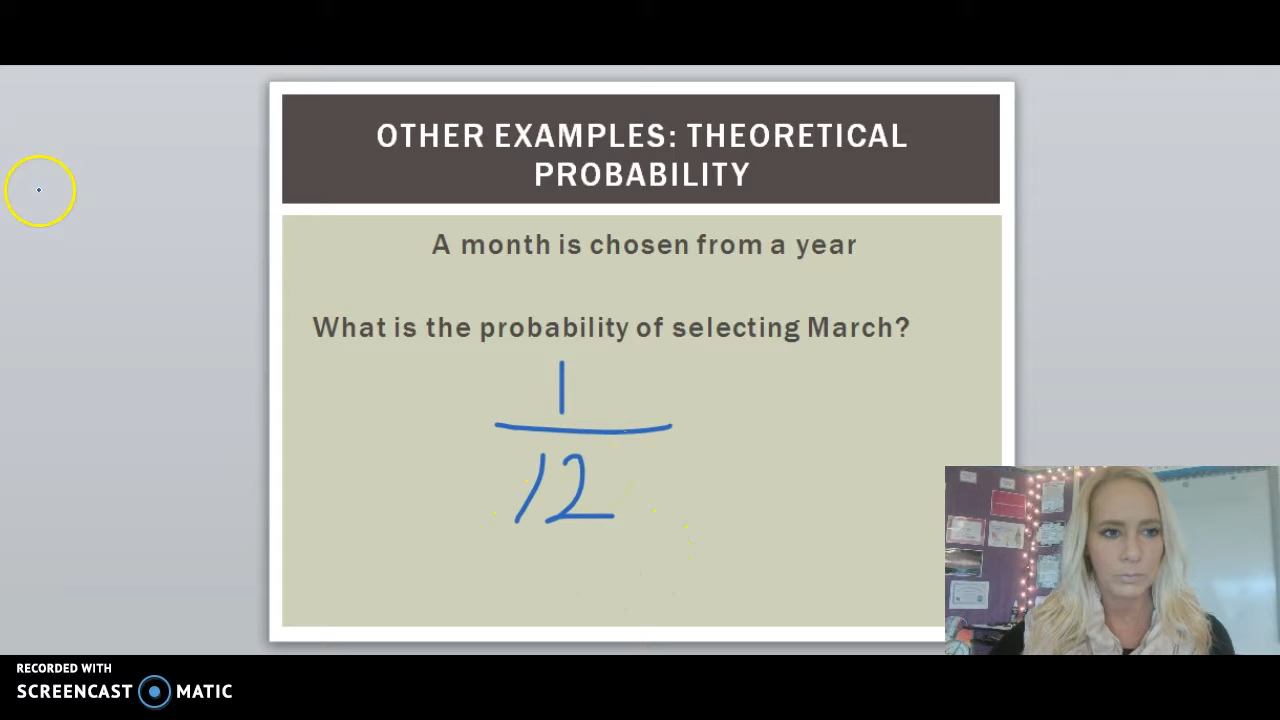 OTHER EXAMPLES: THEORETICAL
PROBABILITY
A month is chosen from a year
What is the probability of selecting March?
1
12
RECORDED WITH
SCREENCAST MATIC